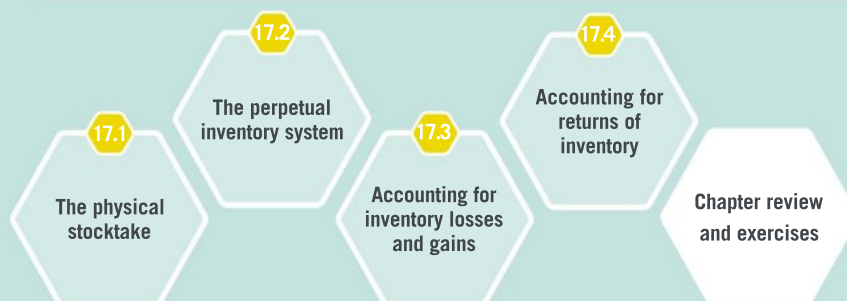 17.1
The physical
stocktake
17.2
The perpetual
inventory system
17.3
Accounting for
inventory losses
and gains
17.4
Accounting for
returns of
inventory
Chapter review
and exercises